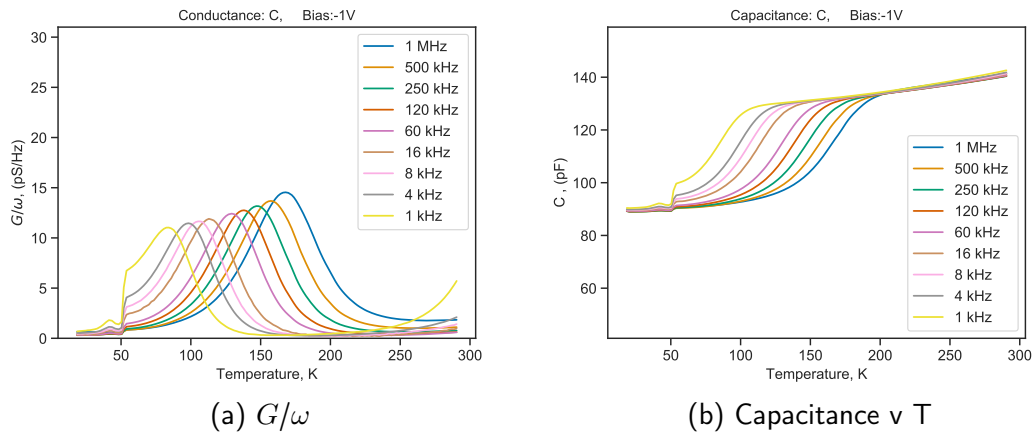 Conductance: C, Bias:-1V
30
25
20
15
10
5
0
G/ω, (pS/Hz)
50
100
150
200
250
300
Temperature, K
1 MHz
500 kHz
250 kHz
120 kHz
60 kHz
16 kHz
8 kHz
4 kHz
1 kHz
(a) G/ω
Capacitance: C, Bias:-1V
140
120
100
80
60
C , (pF)
50
100
150
200
250
300
Temperature, K
1 MHz
500 kHz
250 kHz
120 kHz
60 kHz
16 kHz
8 kHz
4 kHz
1 kHz
(b) Capacitance v T